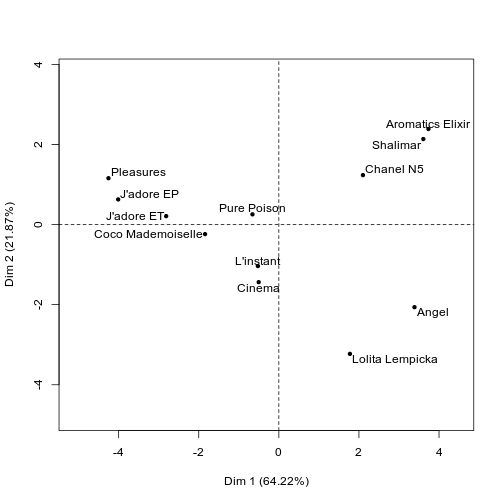 4
Aromatics Elixir
2
Shalimar
Chanel N5
Pleasures
J'adore EP
Pure Poison
J'adore ET
0
Coco Mademoiselle
Dim 2 (21.87%)
L'instant
Cinéma
-2
Angel
Lolita Lempicka
-4
-4 -2 0 2 4
Dim 1 (64.22%)